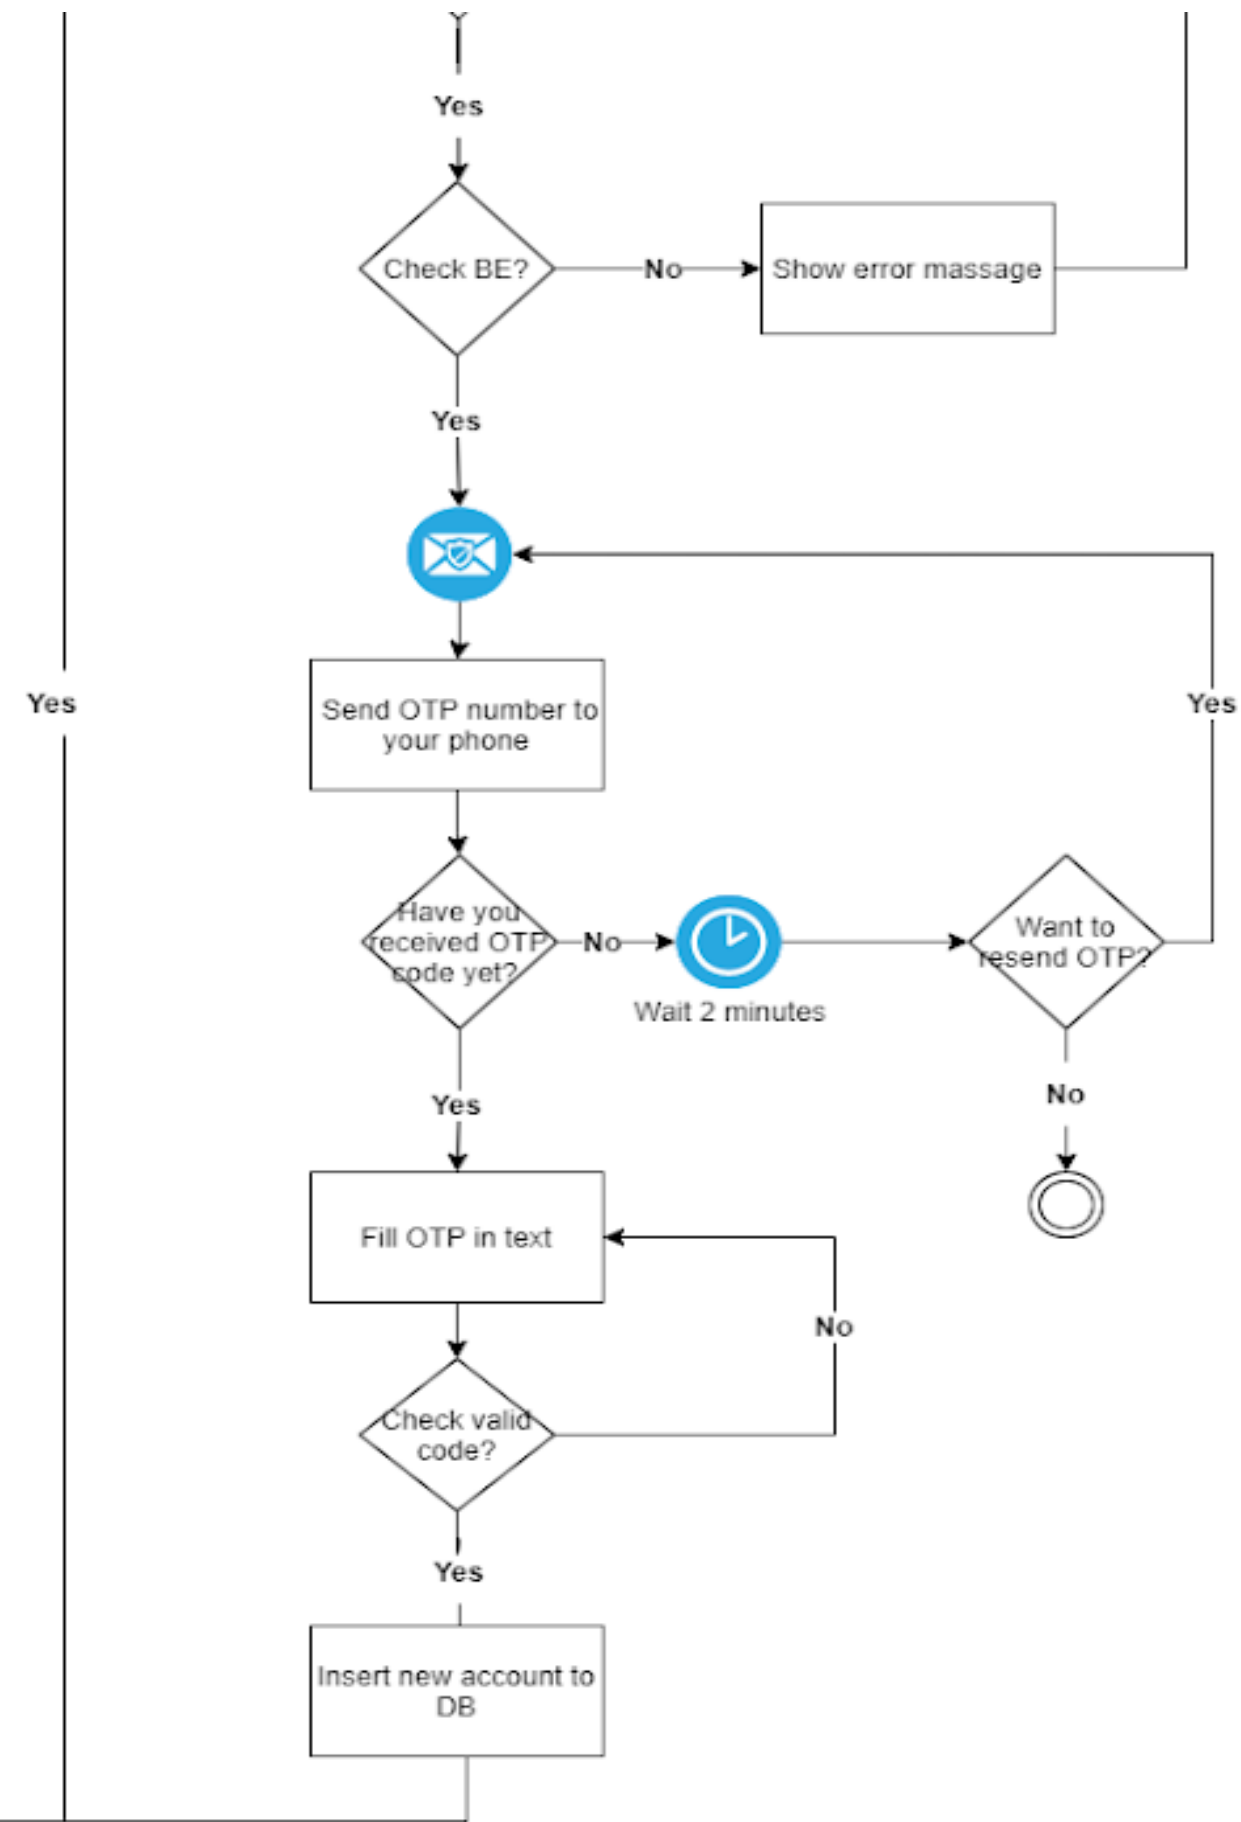 Yes
Check BE?
No
Show error massage
Yes
Yes
Send OTP number to
your phone
Yes
Have you
received OTP
code yet?
No
Wait 2 minutes
Want to
resend OTP?
Yes
No
Fill OTP in text
No
Check valid
code?
Yes
Insert new account to
DB